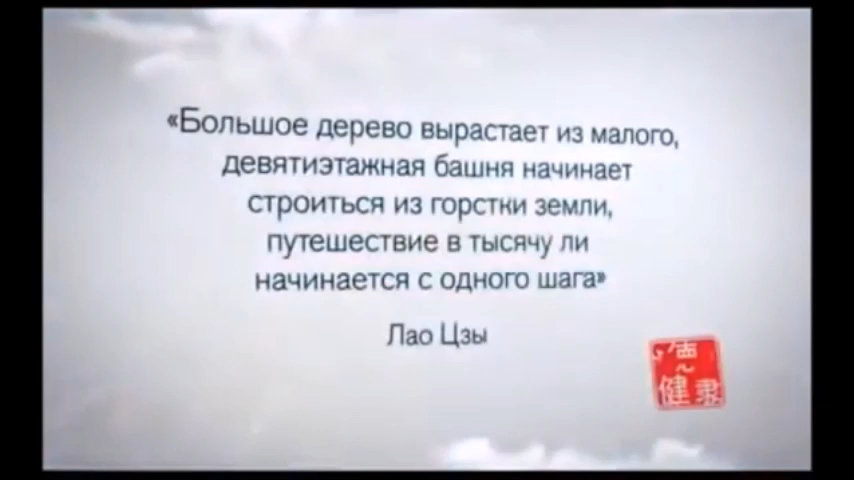 «Большое дерево вырастает из малого,
девятиэтажная башня начинает
строиться из горстки земли,
путешествие в тысячу ли
начинается с одного шага»
Лао Цзы
健